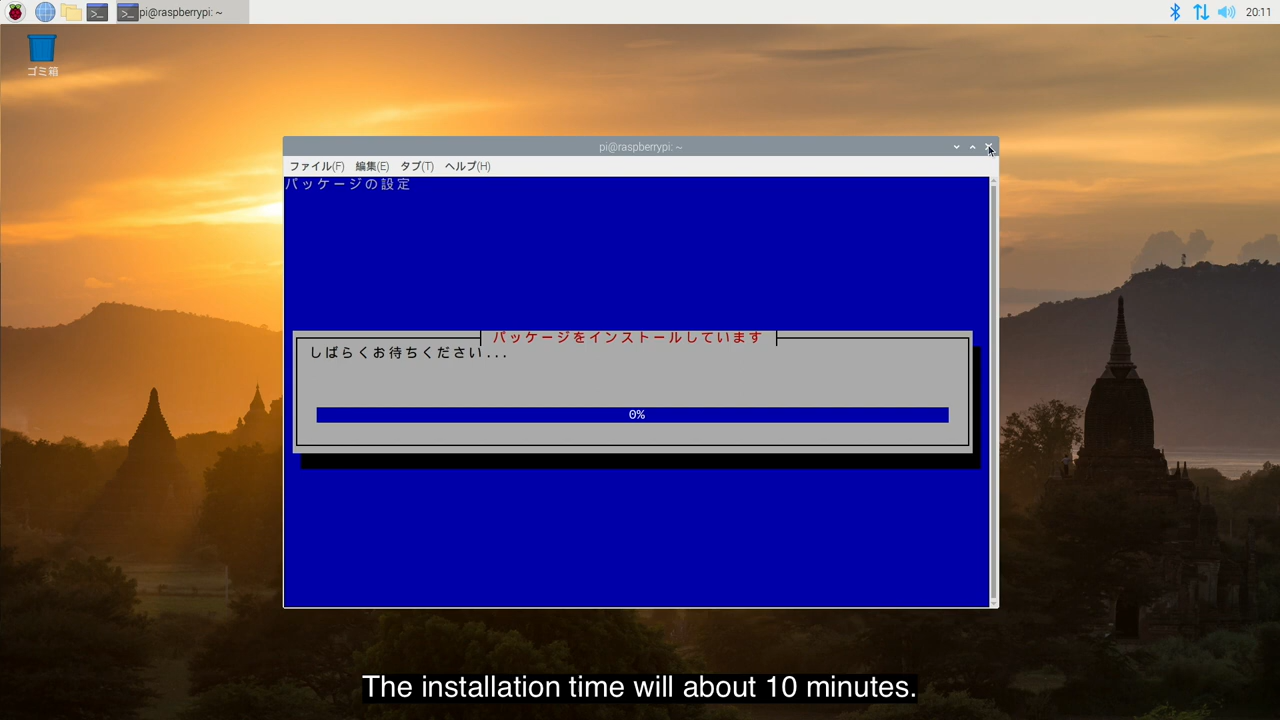 pi@raspberrypi: ~
20:11
ゴミ箱
pi@raspberrypi: ~
ファイル(F) 編集(E) タブ(T) ヘルプ(H)
パッケージの設定
パッケージをインストールしています
しばらくお待ちください...
0%
The installation time will about 10 minutes.